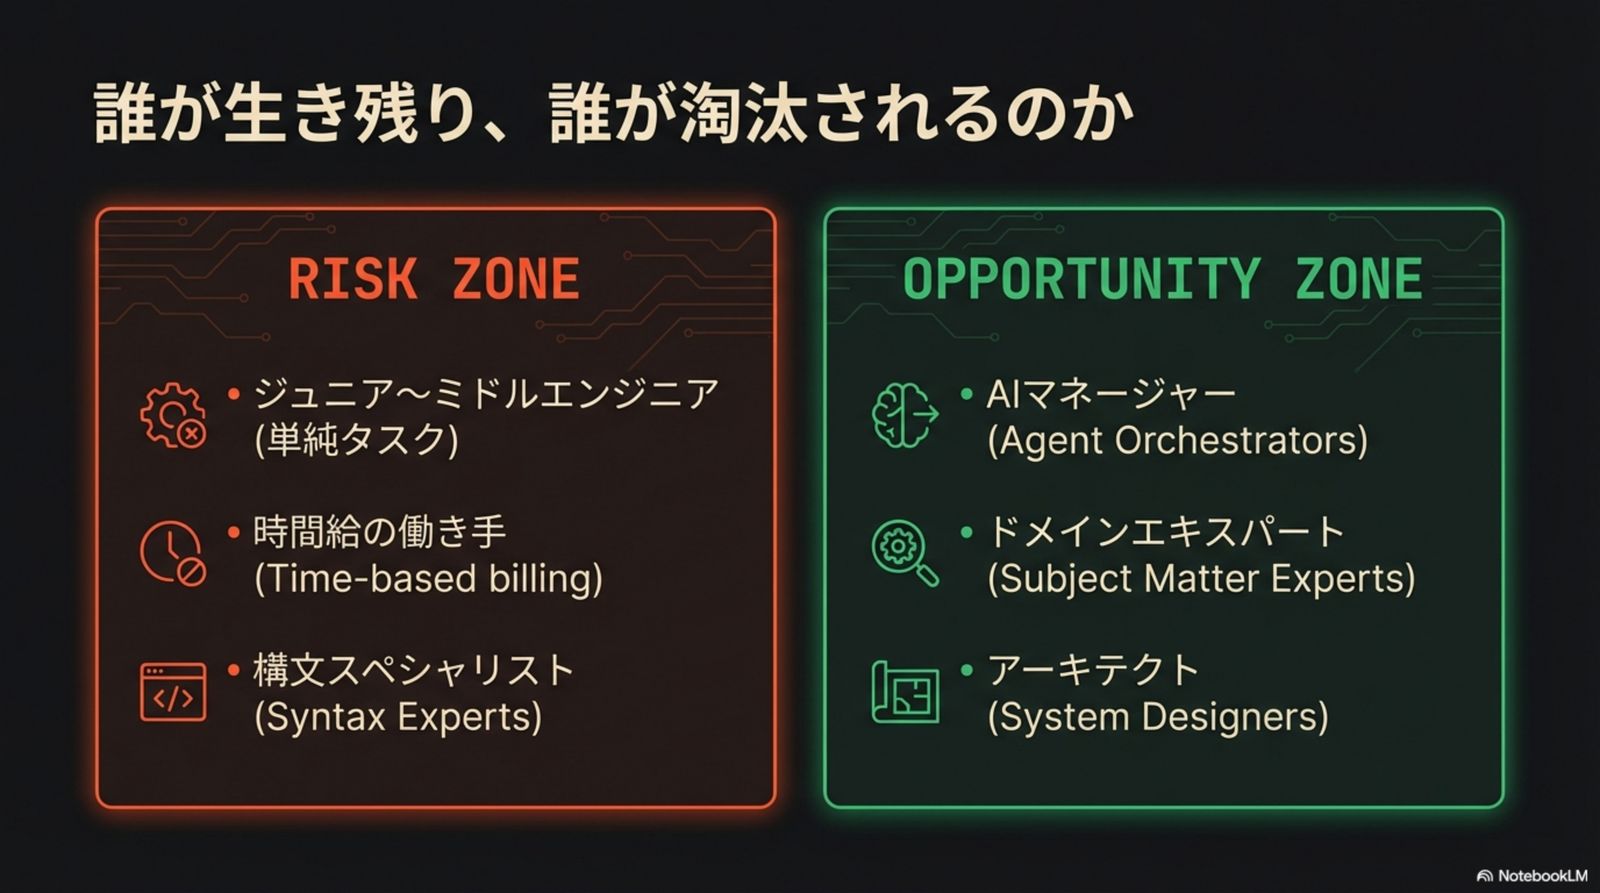 誰が生き残り、誰が淘汰されるのか
RISK ZONE
• ジュニア〜ミドルエンジニア
(単純タスク)
• 時間給の働き手
(Time-based billing)
• 構文スペシャリスト
(Syntax Experts)
OPPORTUNITY ZONE
• AIマネージャー
(Agent Orchestrators)
• ドメインエキスパート
(Subject Matter Experts)
• アーキテクト
(System Designers)
NotebookLM